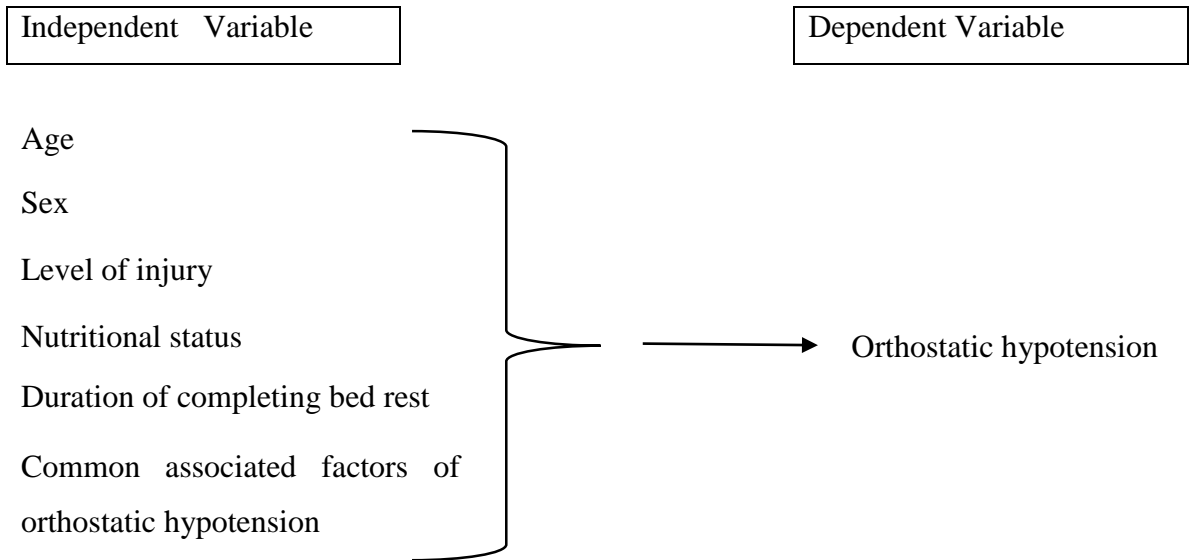 Independent Variable
Dependent Variable
Age
Sex
Level of injury
Nutritional status
Duration of completing bed rest
Common associated factors of
orthostatic hypotension
Orthostatic hypotension